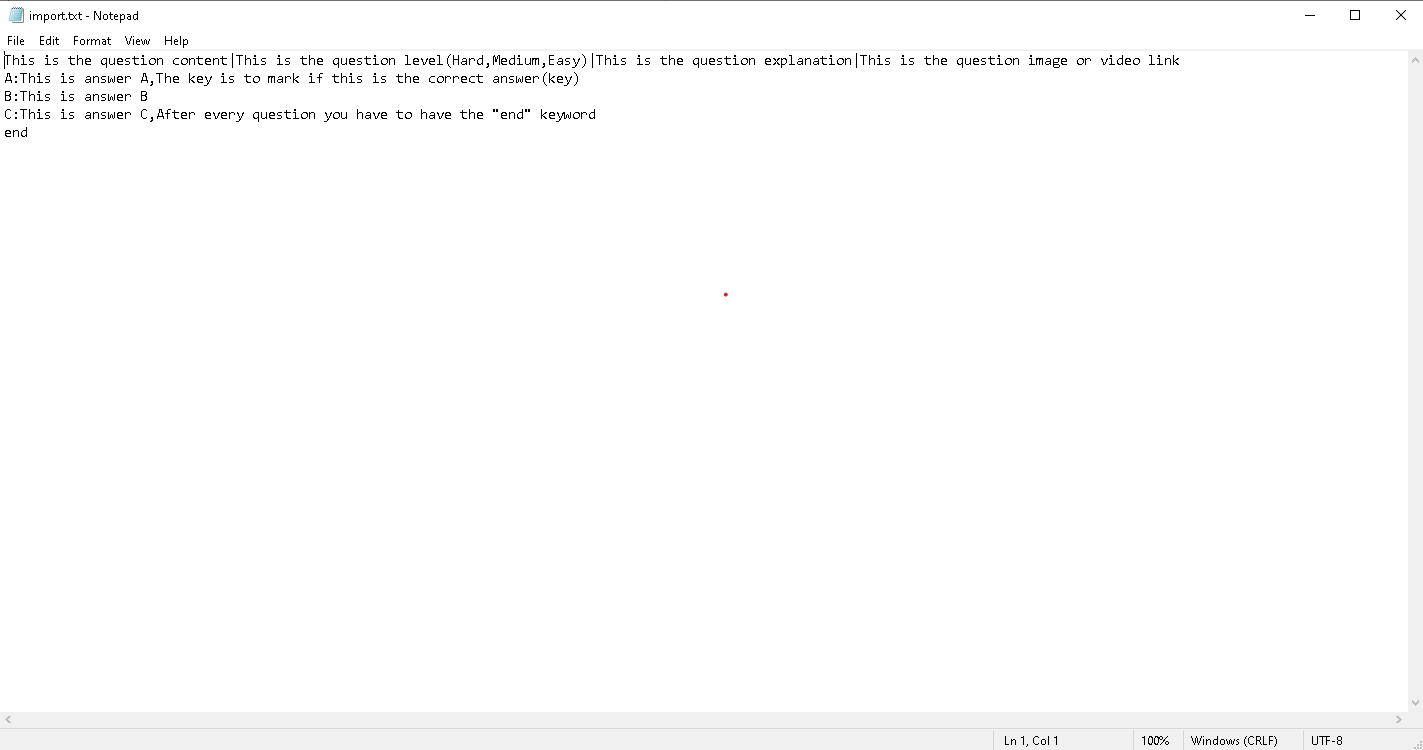 import.txt - Notepad
File Edit Format View Help
This is the question content|This is the question level(Hard,Medium,Easy)|This is the question explanation|This is the question image or video link
A:This is answer A,The key is to mark if this is the correct answer(key)
B:This is answer B
C:This is answer C,After every question you have to have the "end" keyword
end
Ln 1, Col 1 100% Windows (CRLF) UTF-8